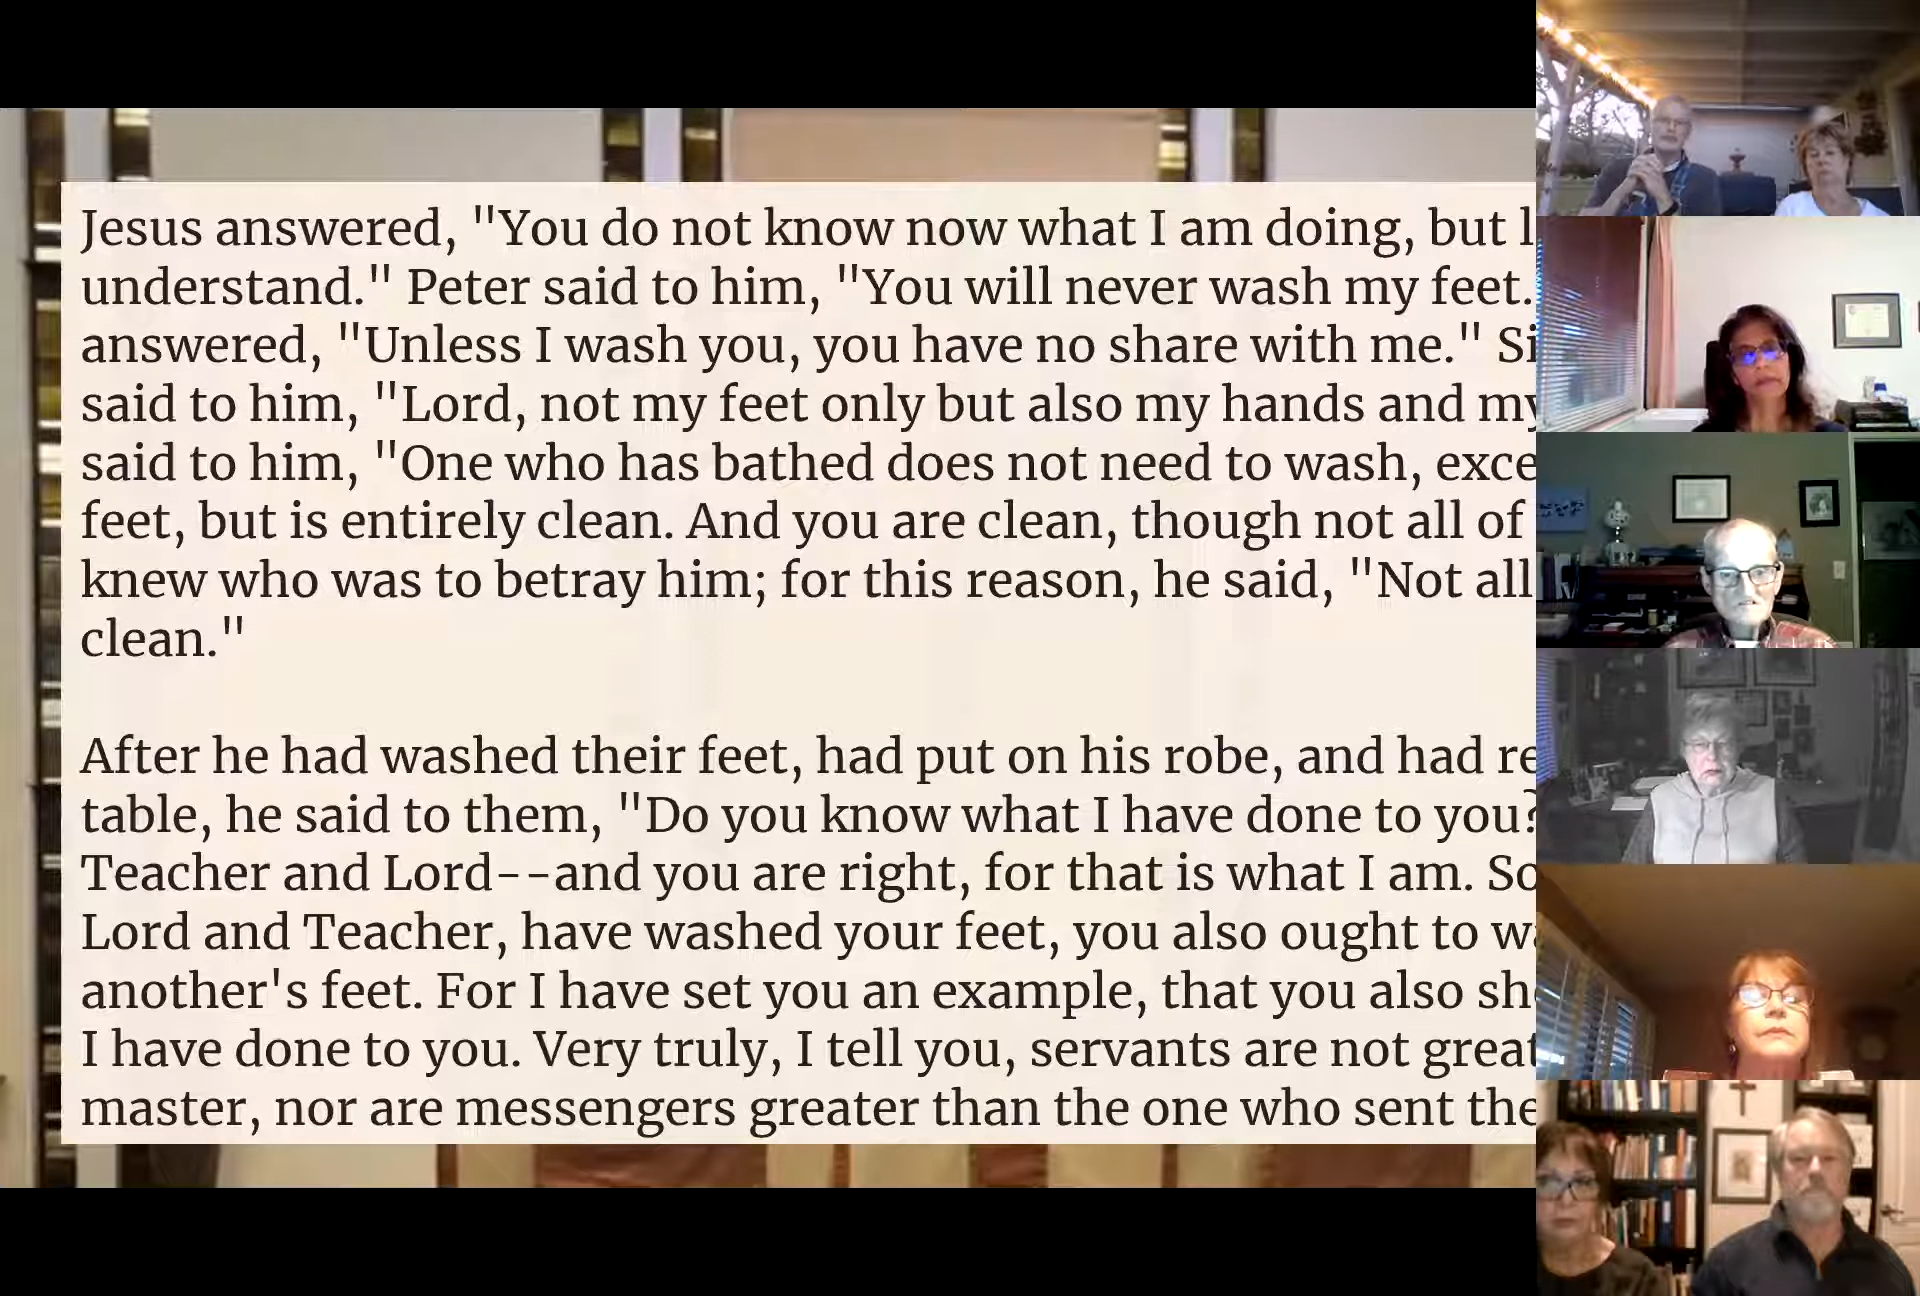 Jesus answered, "You do not know now what I am doing, but
understand." Peter said to him, "You will never wash my feet.
answered, "Unless I wash you, you have no share with me." Si
said to him, "Lord, not my feet only but also my hands and my
said to him, "One who has bathed does not need to wash, exce
feet, but is entirely clean. And you are clean, though not all of
knew who was to betray him; for this reason, he said, "Not all
clean."
After he had washed their feet, had put on his robe, and had re
table, he said to them, "Do you know what I have done to you?
Teacher and Lord--and you are right, for that is what I am. So
Lord and Teacher, have washed your feet, you also ought to wa
another's feet. For I have set you an example, that you also sh
I have done to you. Very truly, I tell you, servants are not great
master, nor are messengers greater than the one who sent the